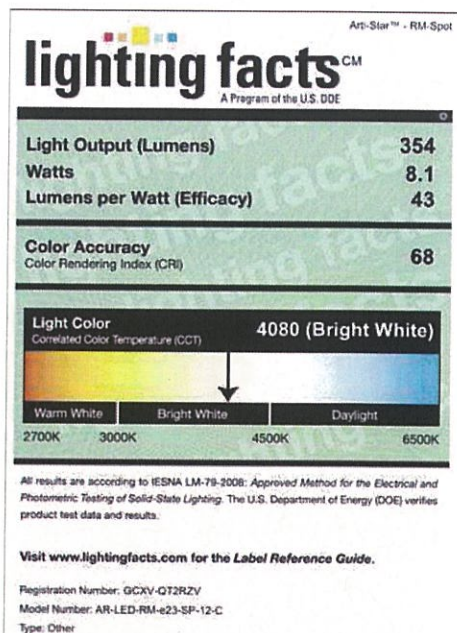 Arti-Star™ - RM-Spot
lighting facts CM
A Program of the U.S. DOE
Light Output (Lumens) 354
Watts 8.1
Lumens per Watt (Efficacy) 43
Color Accuracy
Color Rendering Index (CRI) 68
Light Color
Correlated Color Temperature (CCT) 4080 (Bright White)
Warm White Bright White Daylight
2700K 3000K 4500K 6500K
All results are according to IESNA LM-79-2008: Approved Method for the Electrical and
Photometric Testing of Solid-State Lighting. The U.S. Department of Energy (DOE) verifies
product test data and results.
Visit www.lightingfacts.com for the Label Reference Guide.
Registration Number: GCXV-QT2RZV
Model Number: AR-LED-RM-e23-SP-12-C
Type: Other